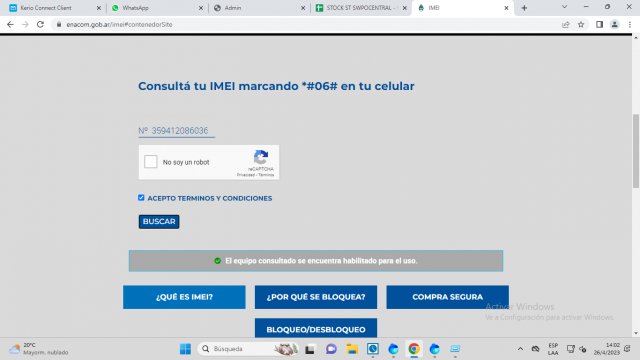 Kerio Connect Client
WhatsApp
Admin
STOCK ST SWPOCENTRAL -
IMEI
enacom.gob.ar/imei#contenedorSite
Consultá tu IMEI marcando *#06# en tu celular
Nº 359412086036
No soy un robot
reCAPTCHA
Privacidad - Términos
ACEPTO TERMINOS Y CONDICIONES
BUSCAR
El equipo consultado se encuentra habilitado para el uso.
¿QUÉ ES IMEI?
¿POR QUÉ SE BLOQUEA?
COMPRA SEGURA
BLOQUEO/DESBLOQUEO
Activar Windows
Ve a Configuración para activar Windows.
20°C
Mayorm. nublado
Búsqueda
ESP
LAA
14:02
26/4/2023